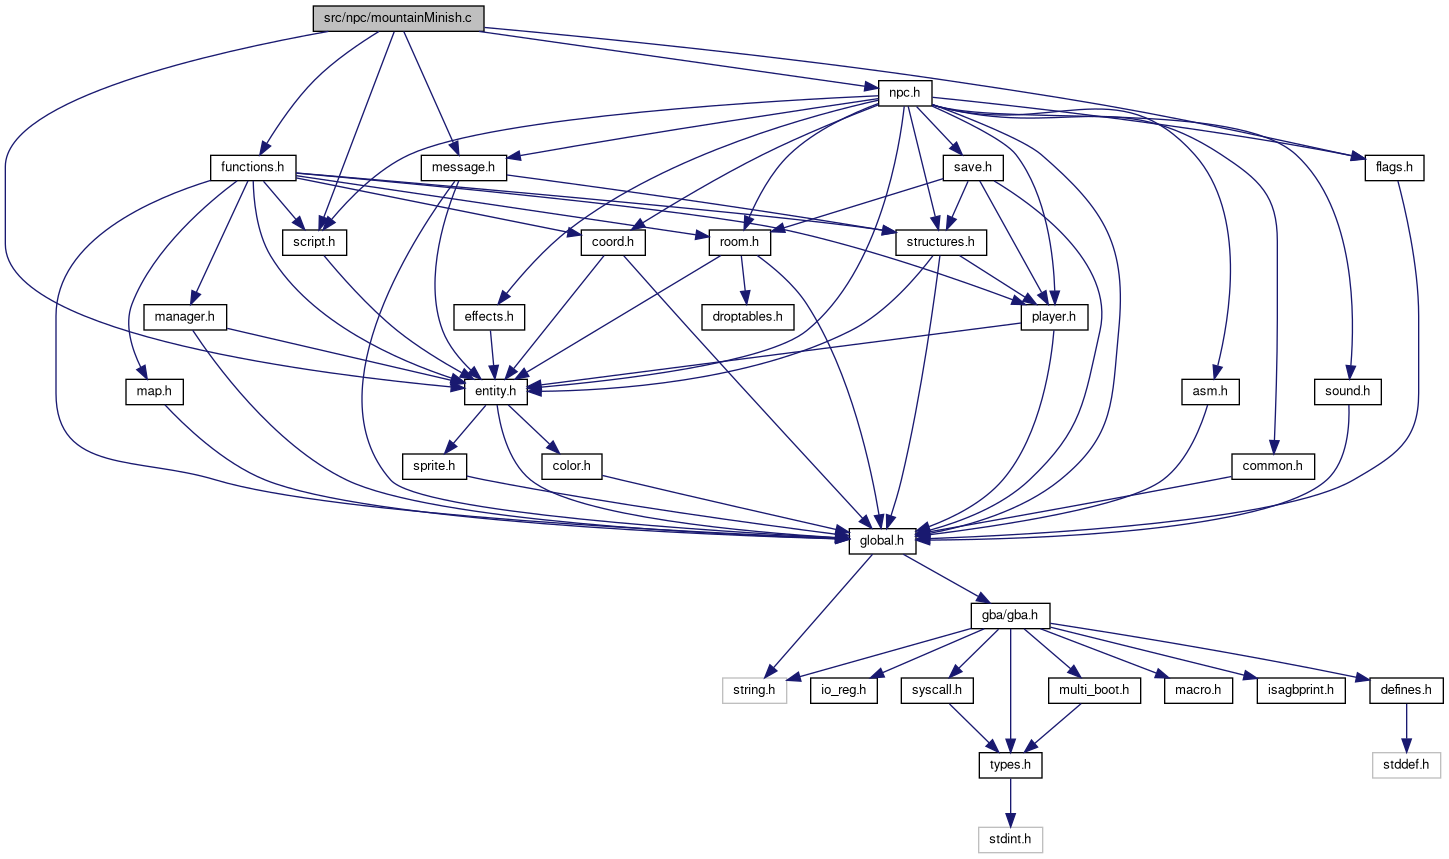 src/npc/mountainMinish.c
npc.h
functions.h
message.h
save.h
flags.h
script.h
coord.h
room.h
structures.h
manager.h
effects.h
droptables.h
player.h
map.h
entity.h
asm.h
sound.h
sprite.h
color.h
common.h
global.h
gba/gba.h
string.h
io_reg.h
syscall.h
multi_boot.h
macro.h
isagbprint.h
defines.h
types.h
stddef.h
stdint.h